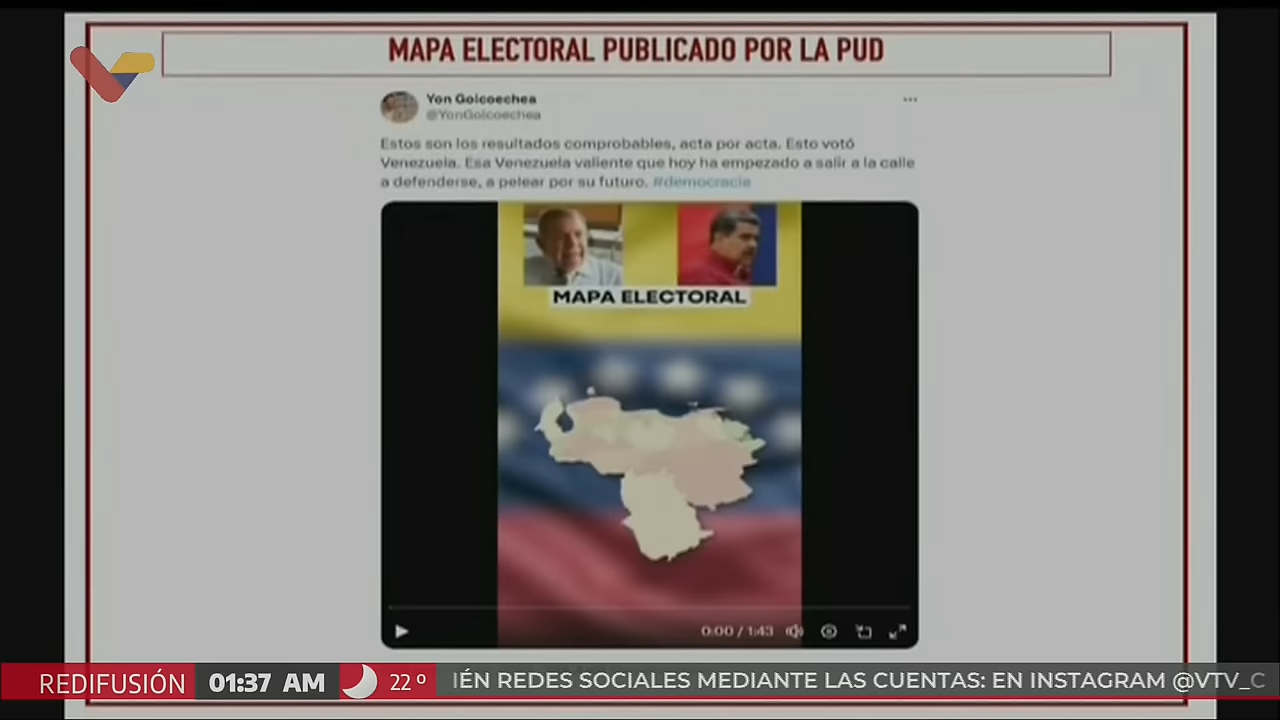 MAPA ELECTORAL PUBLICADO POR LA PUD
Yon Goicoechea
@YonGoicoechea
Estos son los resultados comprobables, acta por acta. Esto votó
Venezuela. Esa Venezuela valiente que hoy ha empezado a salir a la calle
a defenderse, a pelear por su futuro. #democracia
MAPA ELECTORAL
0:00 / 1:43
REDIFUSIÓN 01:37 AM 22 º IÉN REDES SOCIALES MEDIANTE LAS CUENTAS: EN INSTAGRAM @VTV_C